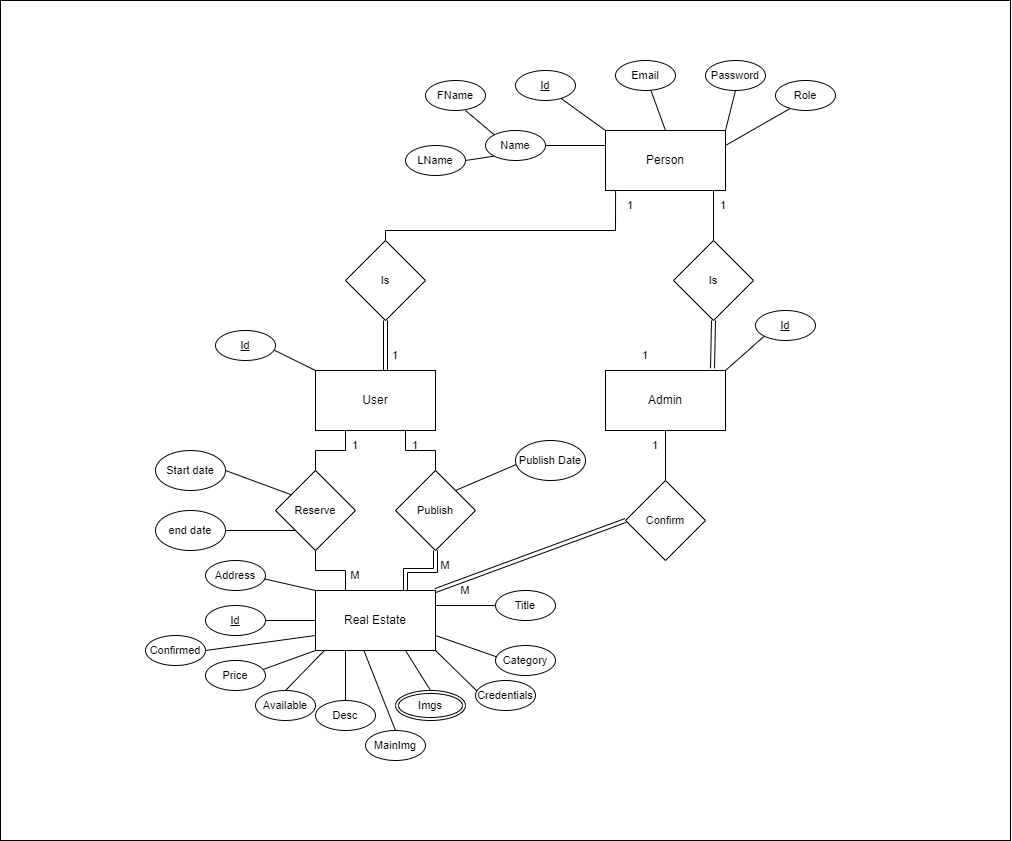 Email
Password
Id
FName
Role
Name
LName
Person
1
1
Is
Is
Id
Id
1
1
User
Admin
1
1
1
Publish Date
Start date
Reserve
Publish
Confirm
end date
M
Address
M
M
Title
Id
Real Estate
Confirmed
Category
Price
Credentials
Available
Imgs
Desc
MainImg